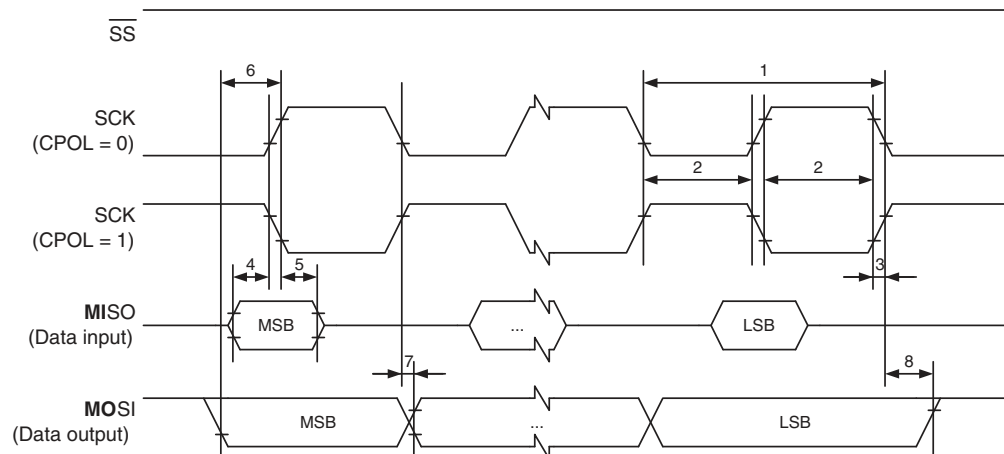 SS
6
1
SCK
(CPOL = 0)
2
2
SCK
(CPOL = 1)
4
5
3
MISO
(Data input)
MSB
...
LSB
7
8
MOSI
(Data output)
MSB
...
LSB